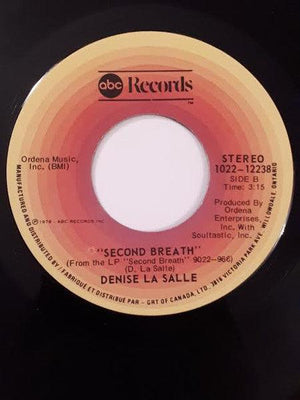 abc Records
Ordena Music,
Inc. (BMI)
STEREO
1022-12238
SIDE B
Time: 3:15
Produced By
Ordena
Enterprises,
Inc. With
Soultastic, Inc.
℗ 1976 - ABC RECORDS INC
"SECOND BREATH"
(From the LP "Second Breath" 9022-966)
(D. La Salle)
DENISE LA SALLE
MANUFACTURED AND DISTRIBUTED BY / FABRIQUE ET DISTRIBUE PAR - GRT OF CANADA, LTD. 3816 VICTORIA PARK AVE. WILLOWDALE, ONTARIO